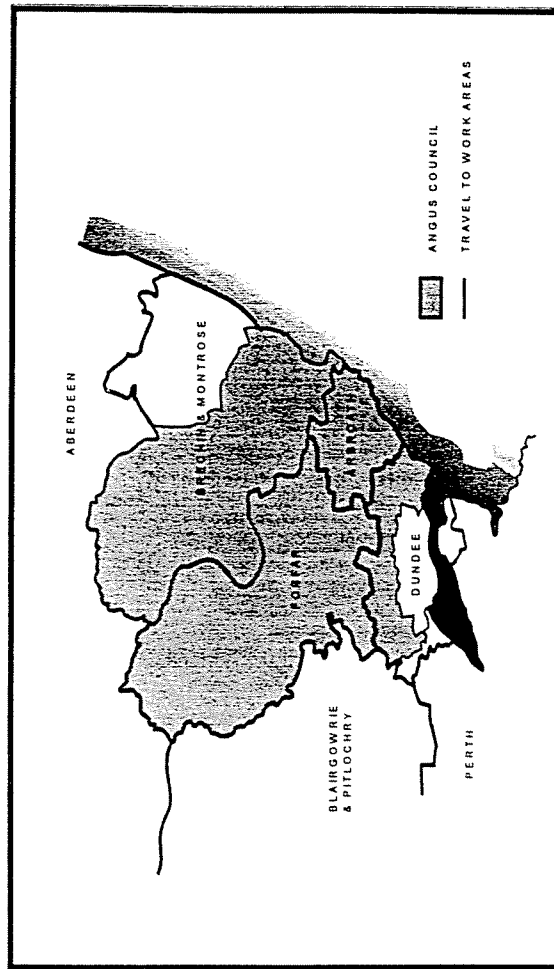 ABERDEEN
BRECHIN & MONTROSE
FORFAR
ARBROATH
DUNDEE
BLAIRGOWRIE
& PITLOCHRY
PERTH
ANGUS COUNCIL
TRAVEL TO WORK AREAS